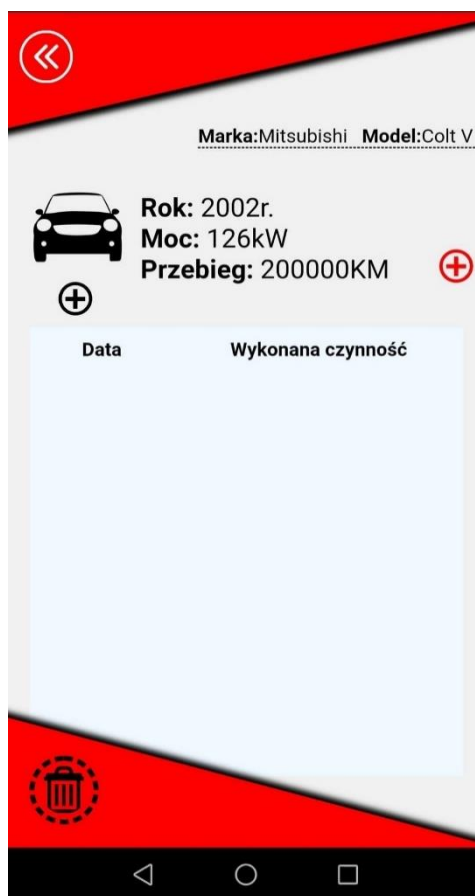 Marka:Mitsubishi Model:Colt V
Rok: 2002r.
Moc: 126kW
Przebieg: 200000KM
Data Wykonana czynność